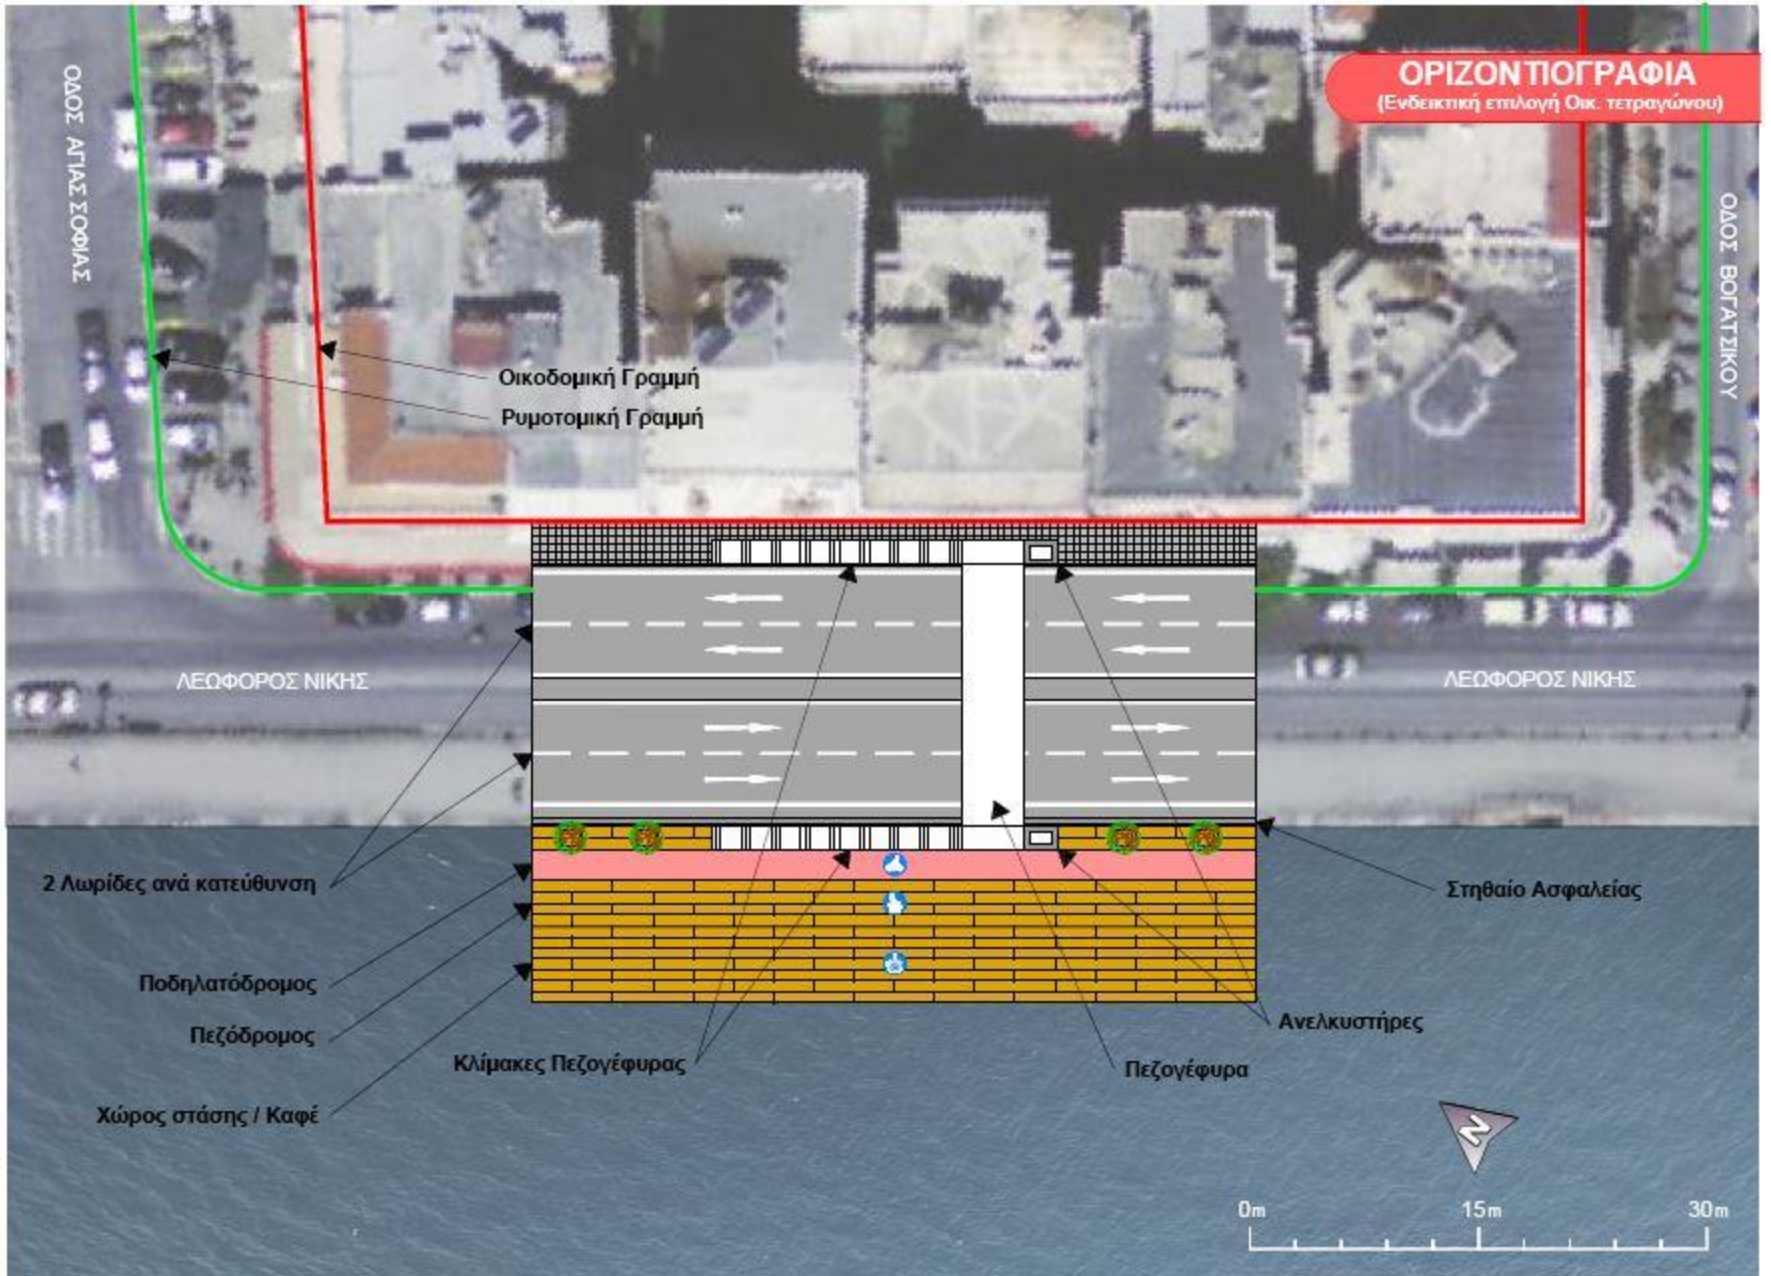 ΟΡΙΖΟΝΤΙΟΓΡΑΦΙΑ
(Ενδεικτική επιλογή Οικ. τετραγώνου)
ΟΔΟΣ ΑΓΙΑΣ ΣΟΦΙΑΣ
ΟΔΟΣ ΒΟΓΑΤΣΙΚΟΥ
Οικοδομική Γραμμή
Ρυμοτομική Γραμμή
ΛΕΩΦΟΡΟΣ ΝΙΚΗΣ
ΛΕΩΦΟΡΟΣ ΝΙΚΗΣ
2 Λωρίδες ανά κατεύθυνση
Στηθαίο Ασφαλείας
Ποδηλατόδρομος
Πεζόδρομος
Ανελκυστήρες
Κλίμακες Πεζογέφυρας
Πεζογέφυρα
Χώρος στάσης / Καφέ
N
0m 15m 30m